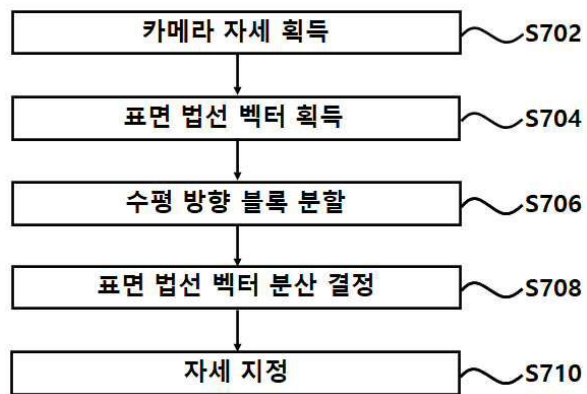 카메라 자세 획득 S702
표면 법선 벡터 획득 S704
수평 방향 블록 분할 S706
표면 법선 벡터 분산 결정 S708
자세 지정 S710